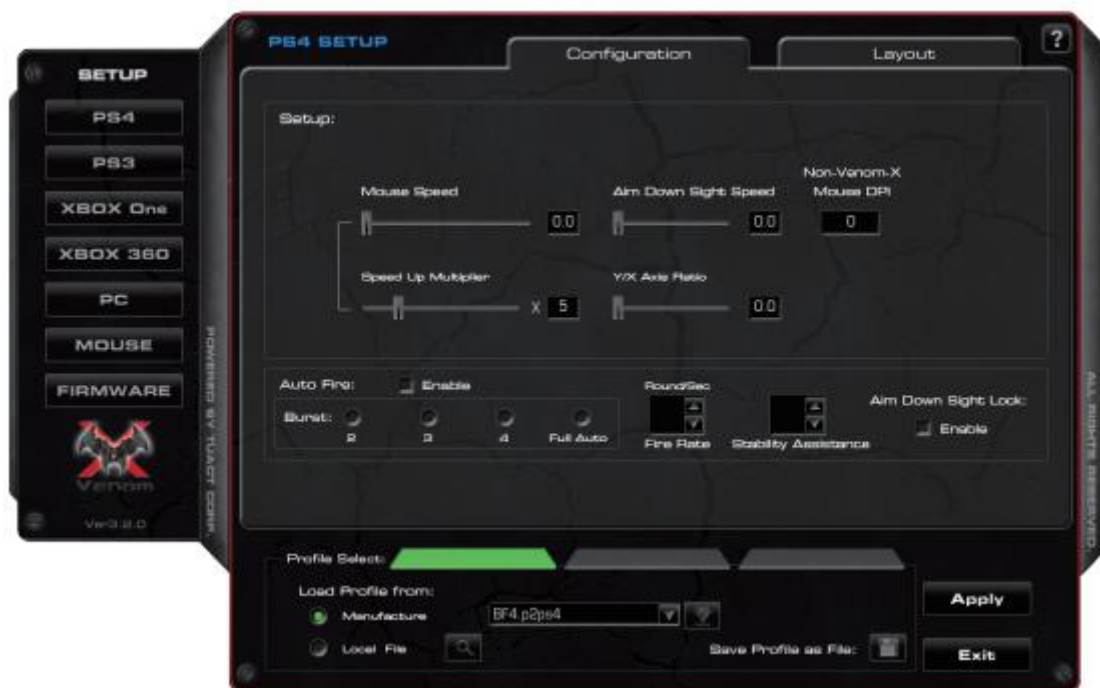 PS4 SETUP
Configuration
Layout
?
SETUP
PS4
PS3
XBOX One
XBOX 360
PC
MOUSE
FIRMWARE
X
Venom
Ver3.2.0
POWERED BY TUACT CORP.
Setup:
Mouse Speed
0.0
Aim Down Sight Speed
0.0
Non-Venom-X
Mouse DPI
0
Speed Up Multiplier
X 5
Y/X Axie Ratio
0.0
Auto Fire:
Enable
Burst:
2
3
4
Full Auto
Round/Sec
Fire Rate
Stability Assistance
Aim Down Sight Lock:
Enable
ALL RIGHTS RESERVED.
Profile Select:
Load Profile from:
Manufacture
BF4.p2ps4
Local File
Save Profile as File:
Apply
Exit